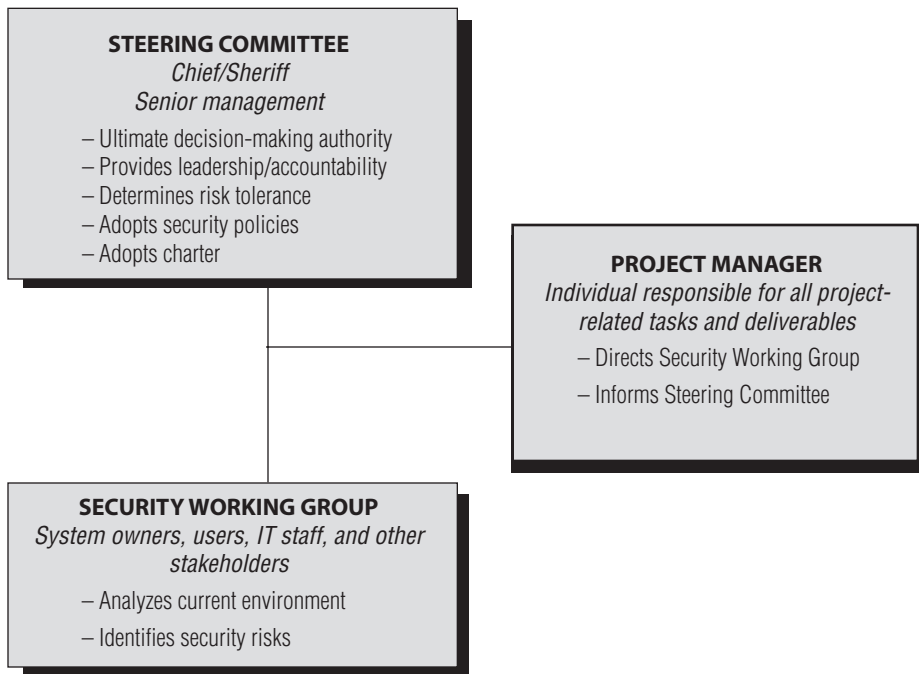 STEERING COMMITTEE
Chief/Sheriff
Senior management
– Ultimate decision-making authority
– Provides leadership/accountability
– Determines risk tolerance
– Adopts security policies
– Adopts charter
PROJECT MANAGER
Individual responsible for all project-
related tasks and deliverables
– Directs Security Working Group
– Informs Steering Committee
SECURITY WORKING GROUP
System owners, users, IT staff, and other
stakeholders
– Analyzes current environment
– Identifies security risks